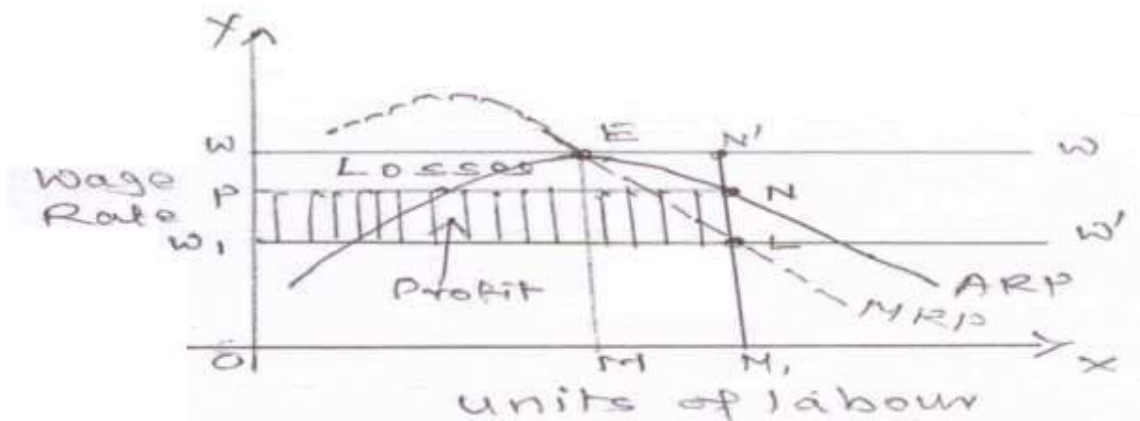 Y
E
N'
W
W
Losses
Wage
Rate
P
N
W1
L
W'
Profit
ARP
MRP
O
M
M1
X
units of labour